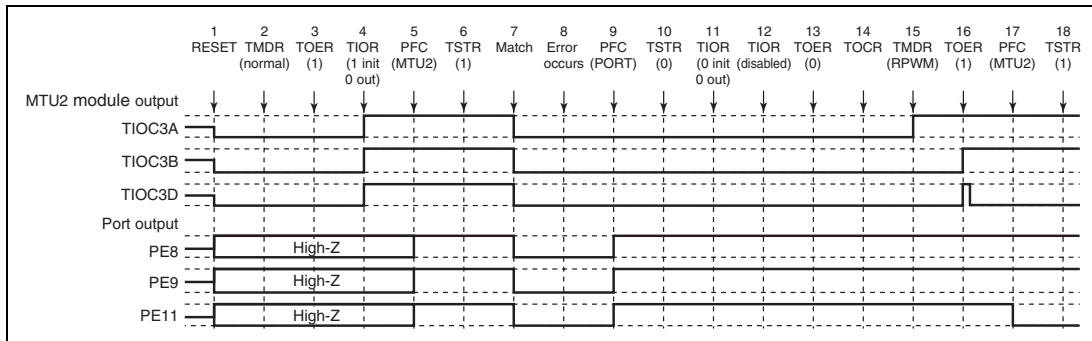 1 2 3 4 5 6 7 8 9 10 11 12 13 14 15 16 17 18
RESET TMDR TOER TIOR PFC TSTR Match Error PFC TSTR TIOR TIOR TOER TOCR TMDR TOER PFC TSTR
(normal) (1) (1 init (MTU2) (1) occurs (PORT) (0) (0 init (disabled) (0) (RPWM) (1) (MTU2) (1)
0 out) 0 out)
MTU2 module output
TIOC3A
TIOC3B
TIOC3D
Port output
PE8 High-Z
PE9 High-Z
PE11 High-Z